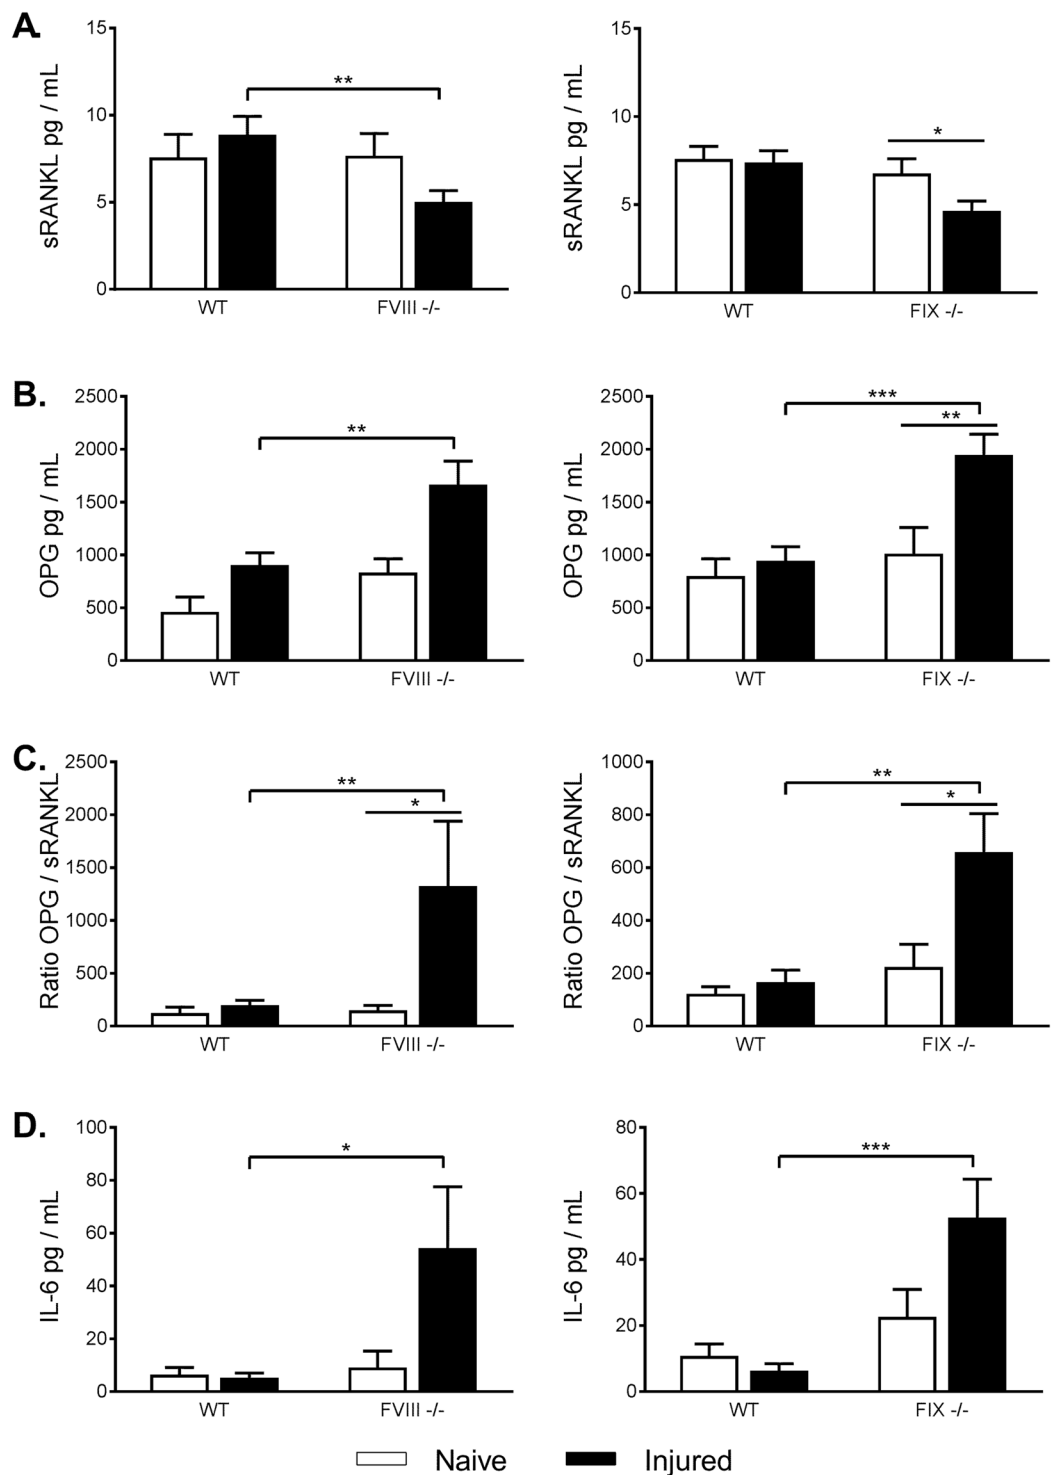 A.
sRANKL pg / mL
15
10
5
0
**
WT
FVIII -/-
sRANKL pg / mL
15
10
5
0
*
WT
FIX -/-
B.
OPG pg / mL
2500
2000
1500
1000
500
0
**
WT
FVIII -/-
OPG pg / mL
2500
2000
1500
1000
500
0
***
**
WT
FIX -/-
C.
Ratio OPG / sRANKL
2500
2000
1500
1000
500
0
**
*
WT
FVIII -/-
Ratio OPG / sRANKL
1000
800
600
400
200
0
**
*
WT
FIX -/-
D.
IL-6 pg / mL
100
80
60
40
20
0
*
WT
FVIII -/-
IL-6 pg / mL
80
60
40
20
0
***
WT
FIX -/-
Naive
Injured